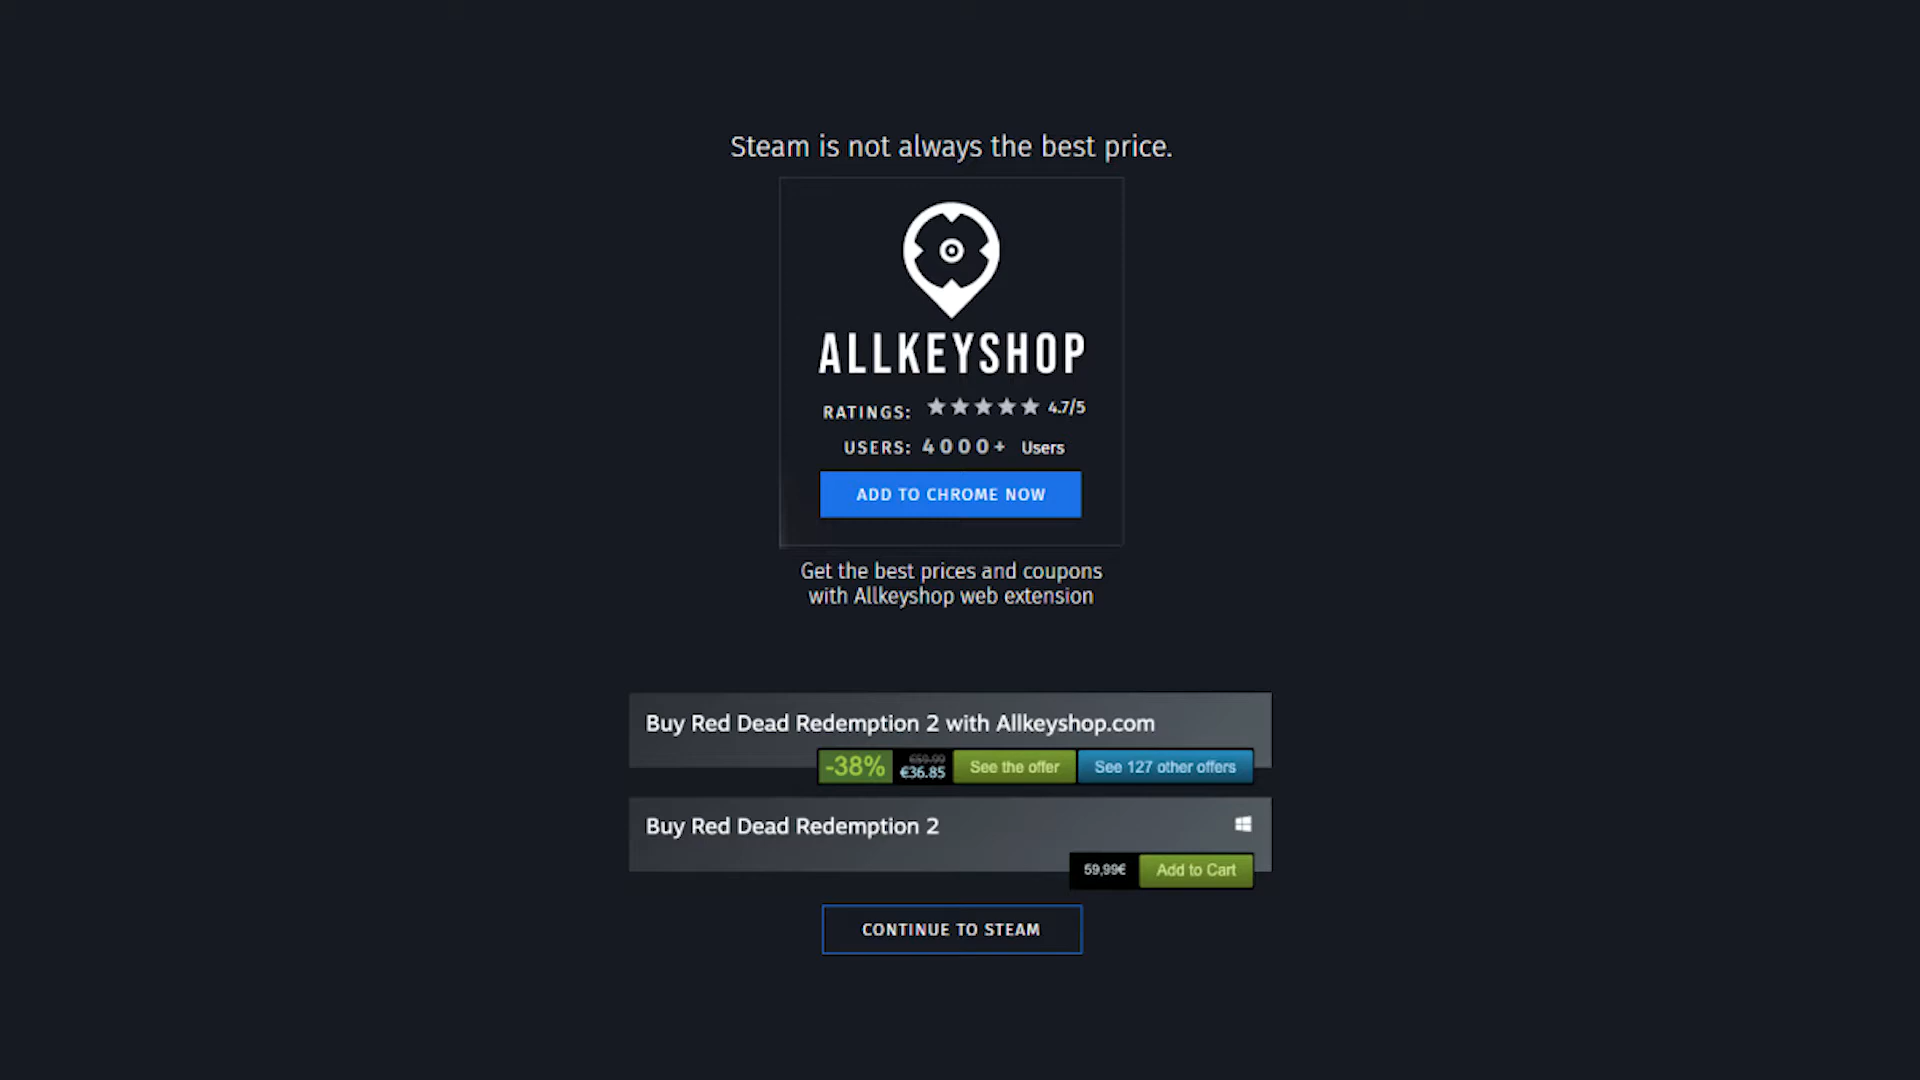 Steam is not always the best price.
ALLKEYSHOP
RATINGS: ★★★★★ 4.7/5
USERS: 4000+ Users
ADD TO CHROME NOW
Get the best prices and coupons
with Allkeyshop web extension
Buy Red Dead Redemption 2 with Allkeyshop.com
-38% €59.99 €36.85 See the offer See 127 other offers
Buy Red Dead Redemption 2
59,99€ Add to Cart
CONTINUE TO STEAM